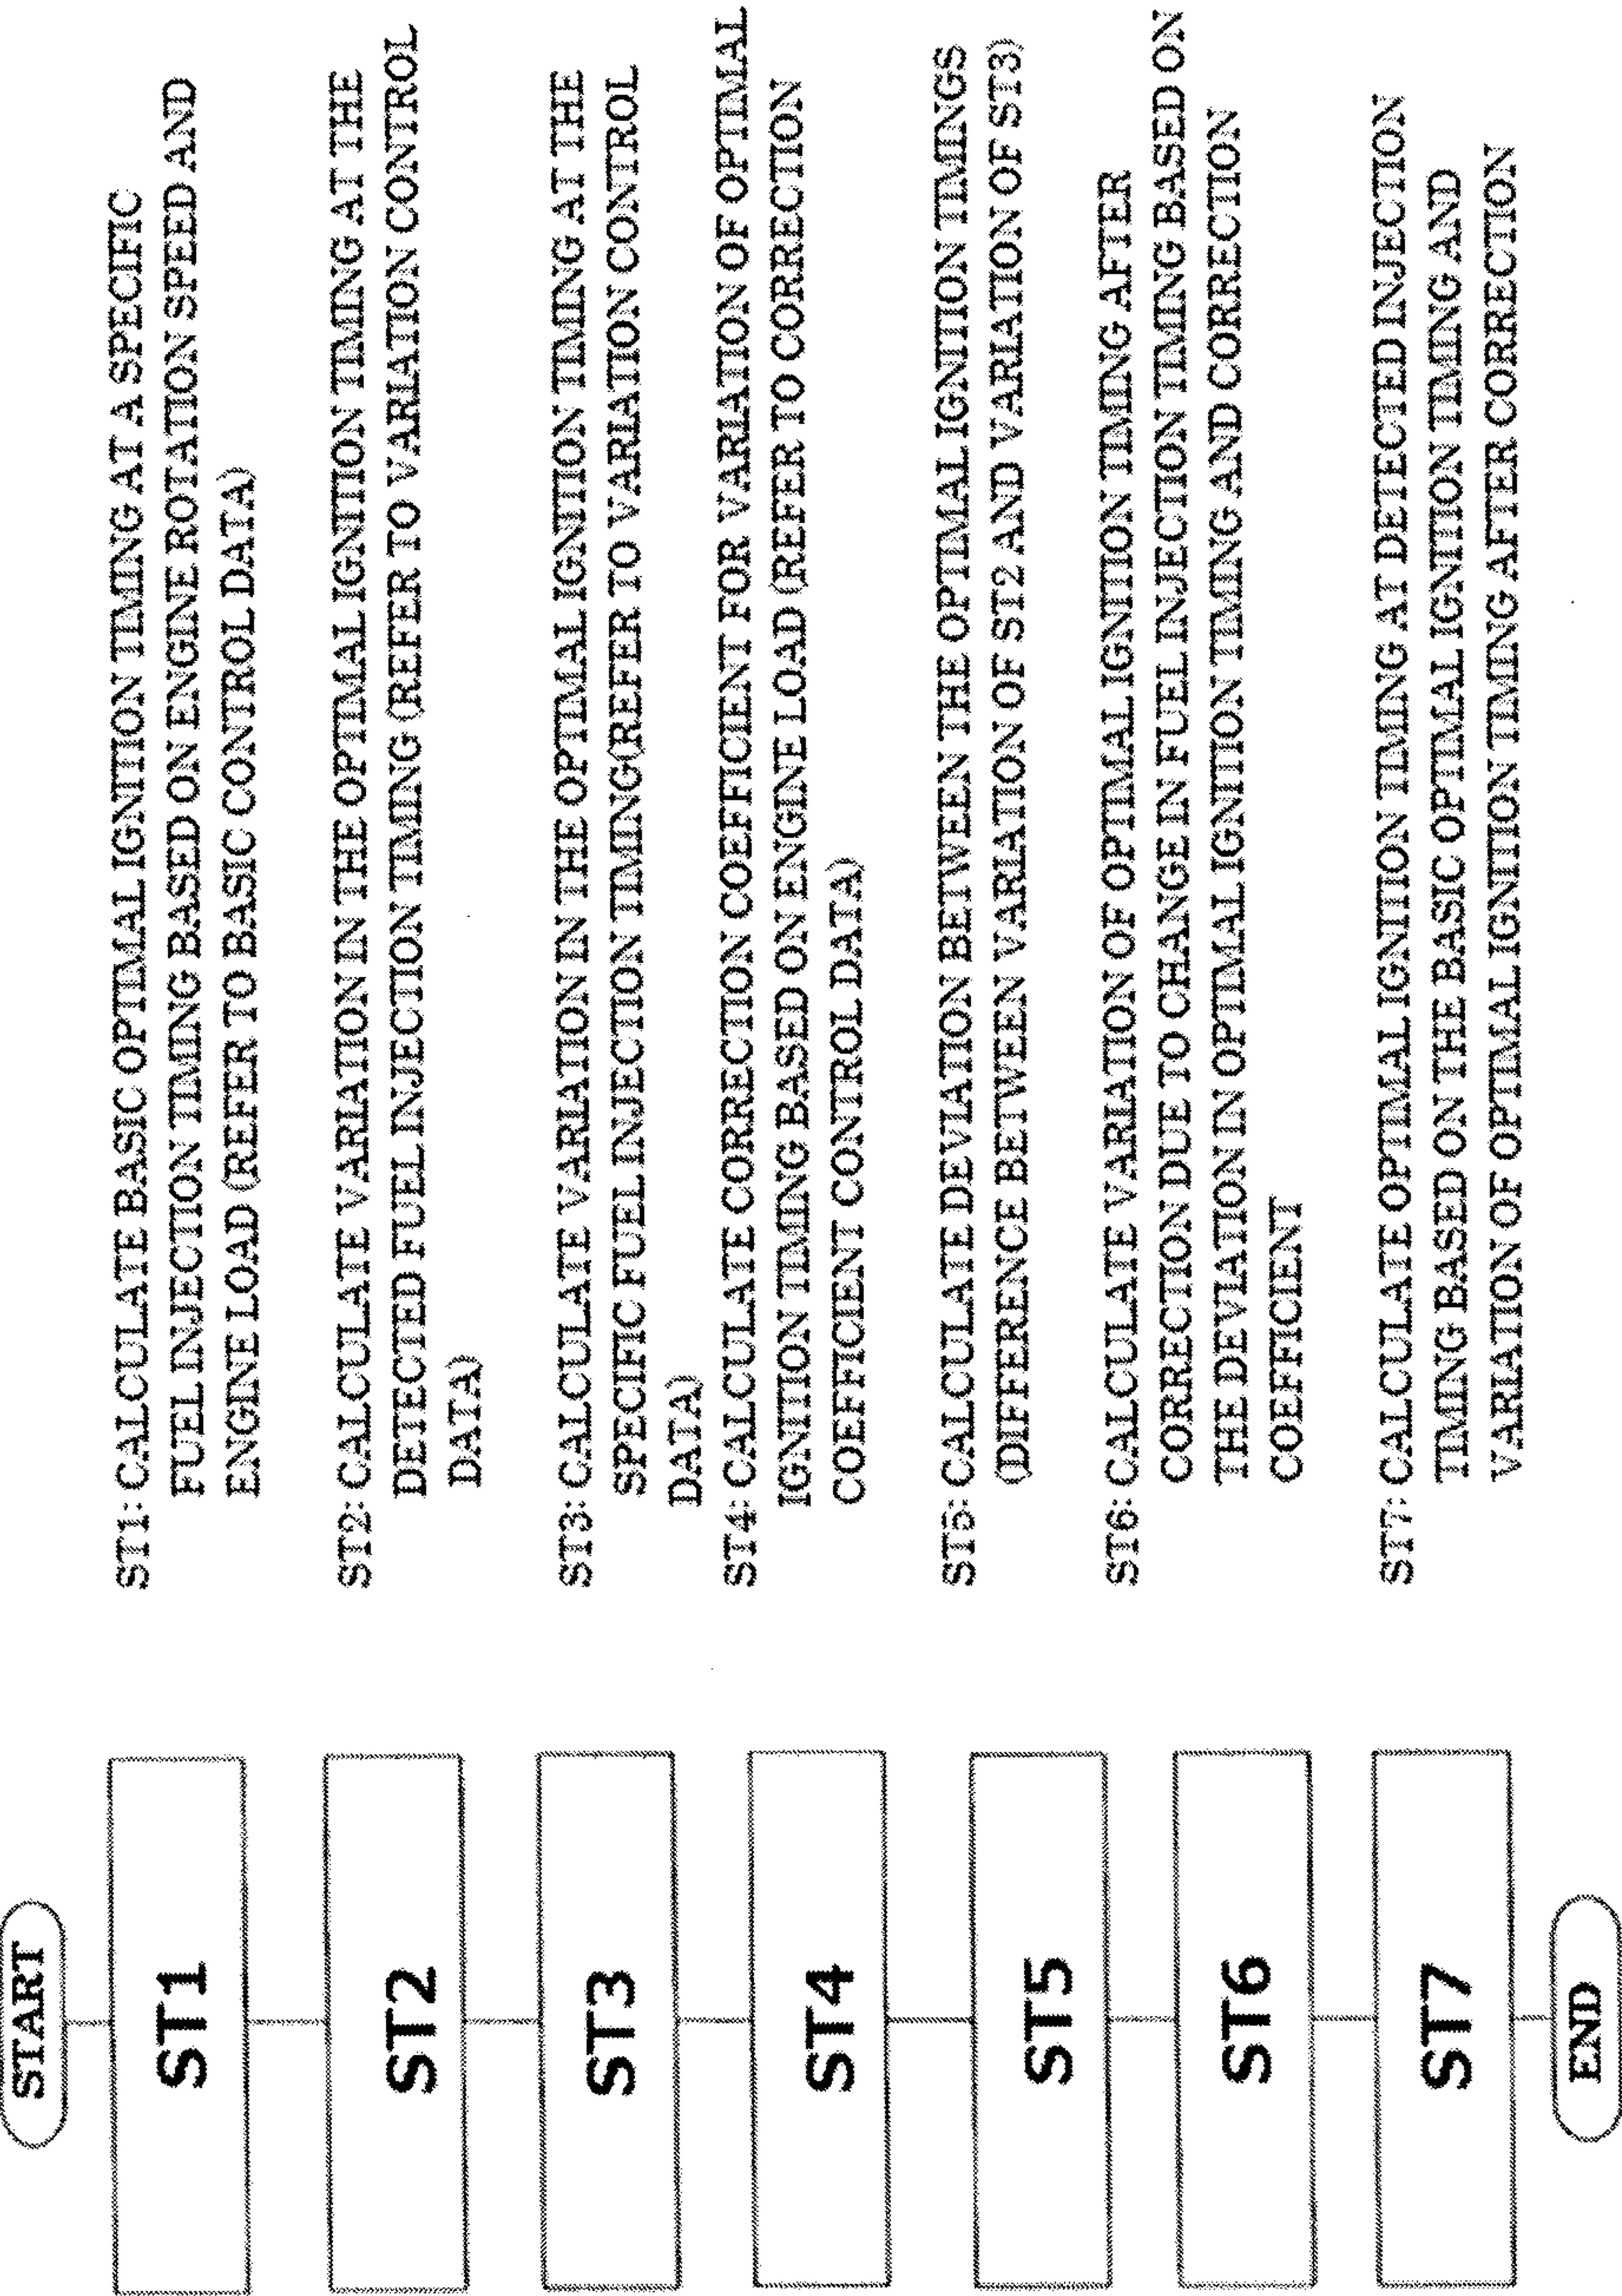 START
ST1
ST2
ST3
ST4
ST5
ST6
ST7
END
ST1: CALCULATE BASIC OPTIMAL IGNITION TIMING AT A SPECIFIC
FUEL INJECTION TIMING BASED ON ENGINE ROTATION SPEED AND
ENGINE LOAD (REFER TO BASIC CONTROL DATA)
ST2: CALCULATE VARIATION IN THE OPTIMAL IGNITION TIMING AT THE
DETECTED FUEL INJECTION TIMING (REFER TO VARIATION CONTROL
DATA)
ST3: CALCULATE VARIATION IN THE OPTIMAL IGNITION TIMING AT THE
SPECIFIC FUEL INJECTION TIMING(REFER TO VARIATION CONTROL
DATA)
ST4: CALCULATE CORRECTION COEFFICIENT FOR VARIATION OF OPTIMAL
IGNITION TIMING BASED ON ENGINE LOAD (REFER TO CORRECTION
COEFFICIENT CONTROL DATA)
ST5: CALCULATE DEVIATION BETWEEN THE OPTIMAL IGNITION TIMINGS
(DIFFERENCE BETWEEN VARIATION OF ST2 AND VARIATION OF ST3)
ST6: CALCULATE VARIATION OF OPTIMAL IGNITION TIMING AFTER
CORRECTION DUE TO CHANGE IN FUEL INJECTION TIMING BASED ON
THE DEVIATION IN OPTIMAL IGNITION TIMING AND CORRECTION
COEFFICIENT
ST7: CALCULATE OPTIMAL IGNITION TIMING AT DETECTED INJECTION
TIMING BASED ON THE BASIC OPTIMAL IGNITION TIMING AND
VARIATION OF OPTIMAL IGNITION TIMING AFTER CORRECTION